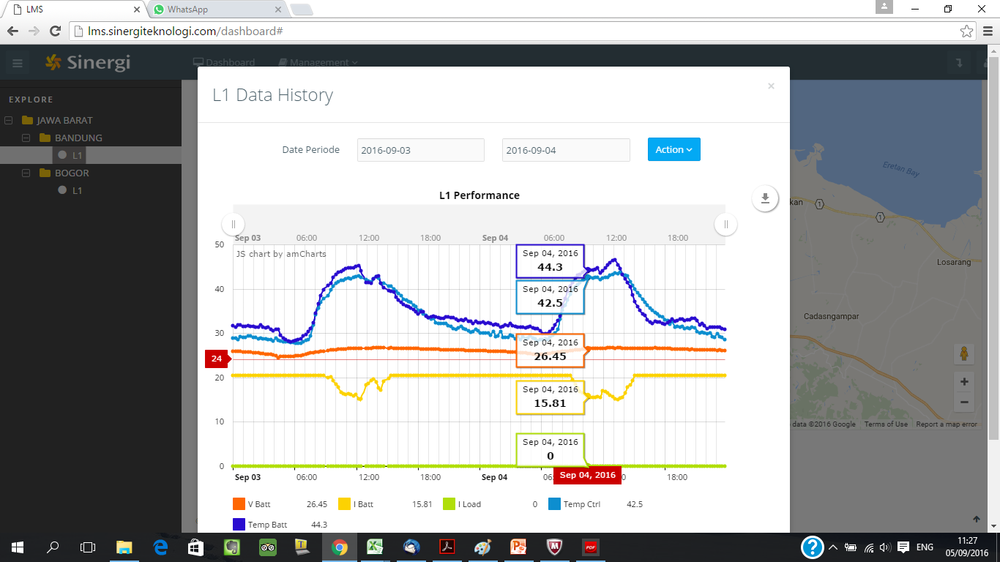 LMS
WhatsApp
lms.sinergiteknologi.com/dashboard#
Sinergi
Dashboard
Management
EXPLORE
JAWA BARAT
BANDUNG
L1
BOGOR
L1
L1 Data History
×
Date Periode
2016-09-03
2016-09-04
Action
L1 Performance
Sep 03 06:00 12:00 18:00 Sep 04 06:00 12:00 18:00
JS chart by amCharts
50
40
30
24
20
10
0
Sep 04, 2016
44.3
Sep 04, 2016
42.5
Sep 04, 2016
26.45
Sep 04, 2016
15.81
Sep 04, 2016
0
Sep 03 06:00 12:00 18:00 Sep 04 Sep 04, 2016 18:00
V Batt 26.45 I Batt 15.81 I Load 0 Temp Ctrl 42.5
Temp Batt 44.3
Eretan Bay
kan
1
1
Losarang
Cadasngampar
+
−
data ©2016 Google Terms of Use Report a map error
ENG
11:27
05/09/2016